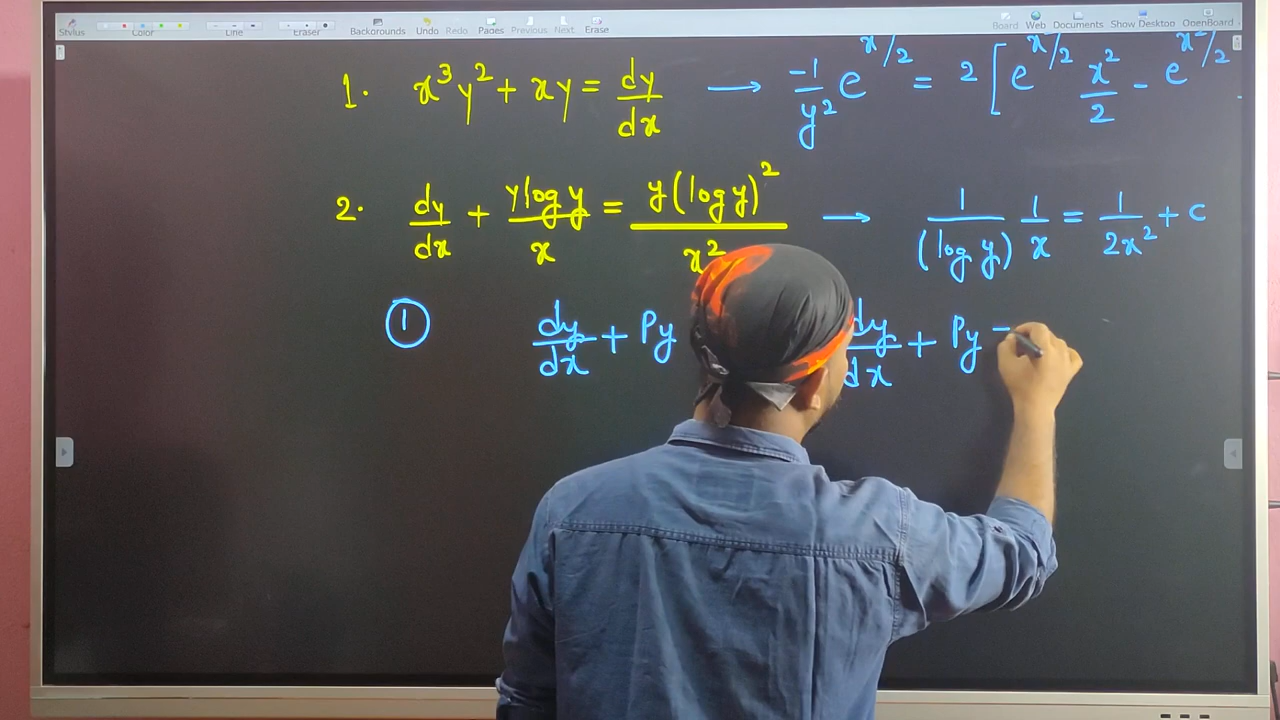 Stylus Color Line Eraser Backgrounds Undo Redo Pages Previous Next Erase Board Web Documents Show Desktop OpenBoard
1. x³y² + xy = dy/dx → -1/y² e^(x/2) = 2 [ e^(x/2) x²/2 - e^(x²/2)
2. dy/dx + y log y/x = y(log y)²/x² → 1/(log y) 1/x = 1/2x² + c
① dy/dx + Py dy/dx + Py =